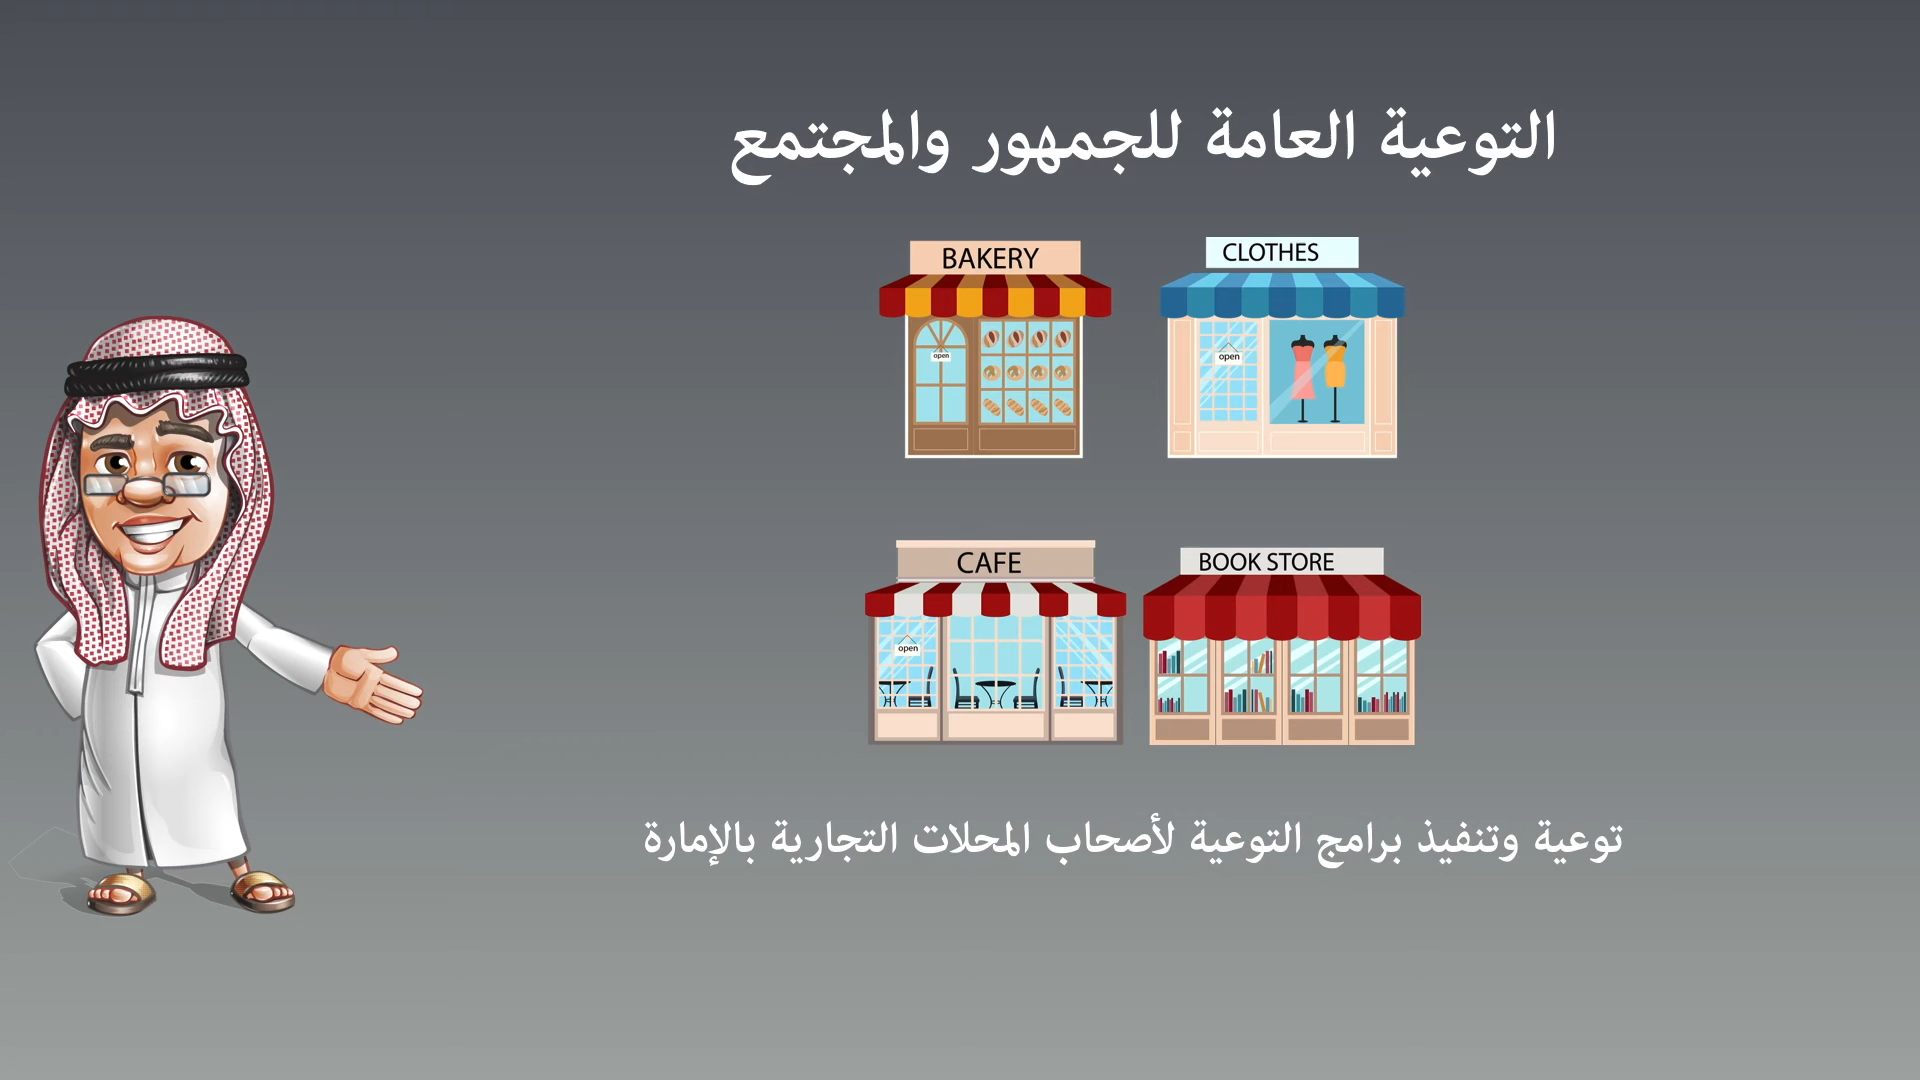 التوعية العامة للجمهور والمجتمع
BAKERY
CLOTHES
open
open
CAFE
BOOK STORE
open
توعية وتنفيذ برامج التوعية لأصحاب المحلات التجارية بالإمارة